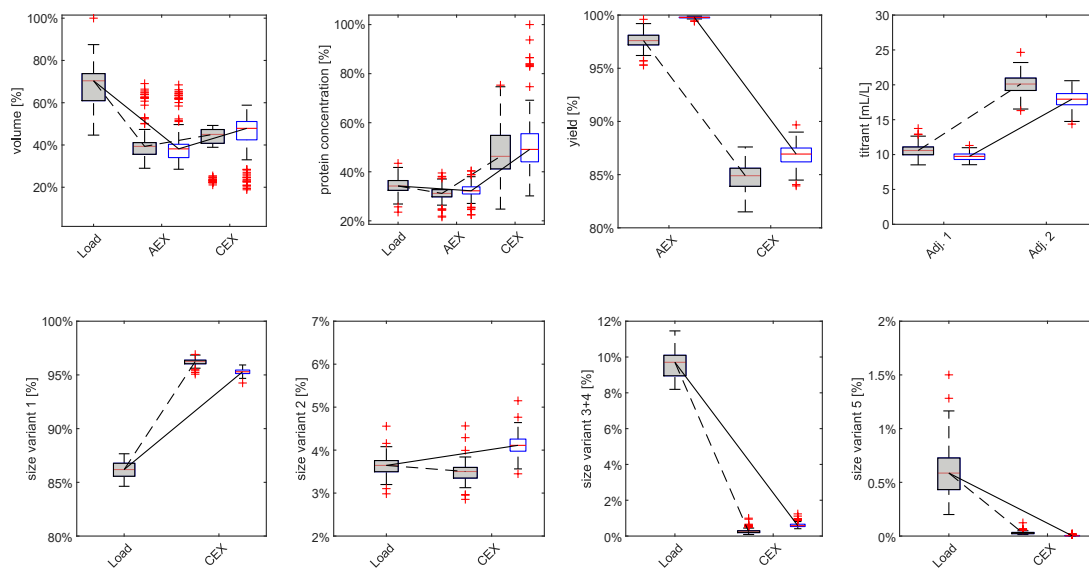 100%
80%
60%
40%
20%
volume [%]
Load
AEX
CEX
100%
80%
60%
40%
20%
protein concentration [%]
Load
AEX
CEX
100%
95%
90%
85%
80%
yield [%]
AEX
CEX
30
25
20
15
10
5
0
titrant [mL/L]
Adj. 1
Adj. 2
100%
95%
90%
85%
80%
size variant 1 [%]
Load
CEX
7%
6%
5%
4%
3%
2%
size variant 2 [%]
Load
CEX
12%
10%
8%
6%
4%
2%
0%
size variant 3+4 [%]
Load
CEX
2%
1.5%
1%
0.5%
0%
size variant 5 [%]
Load
CEX